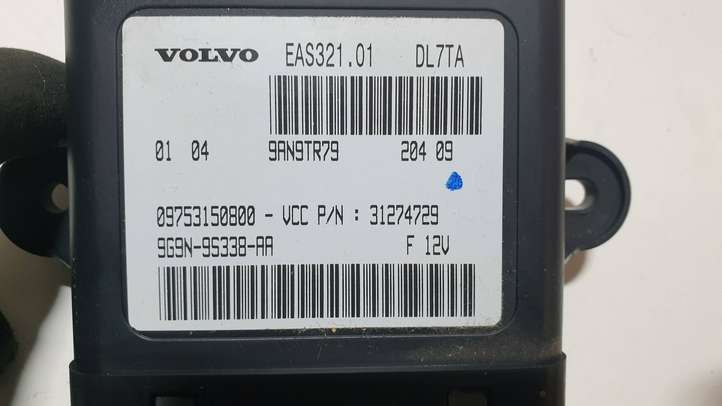 VOLVO EAS321.01 DL7TA
01 04 9AN9TR79 204 09
09753150800 - VCC P/N : 31274729
9G9N-9S338-AA F 12V